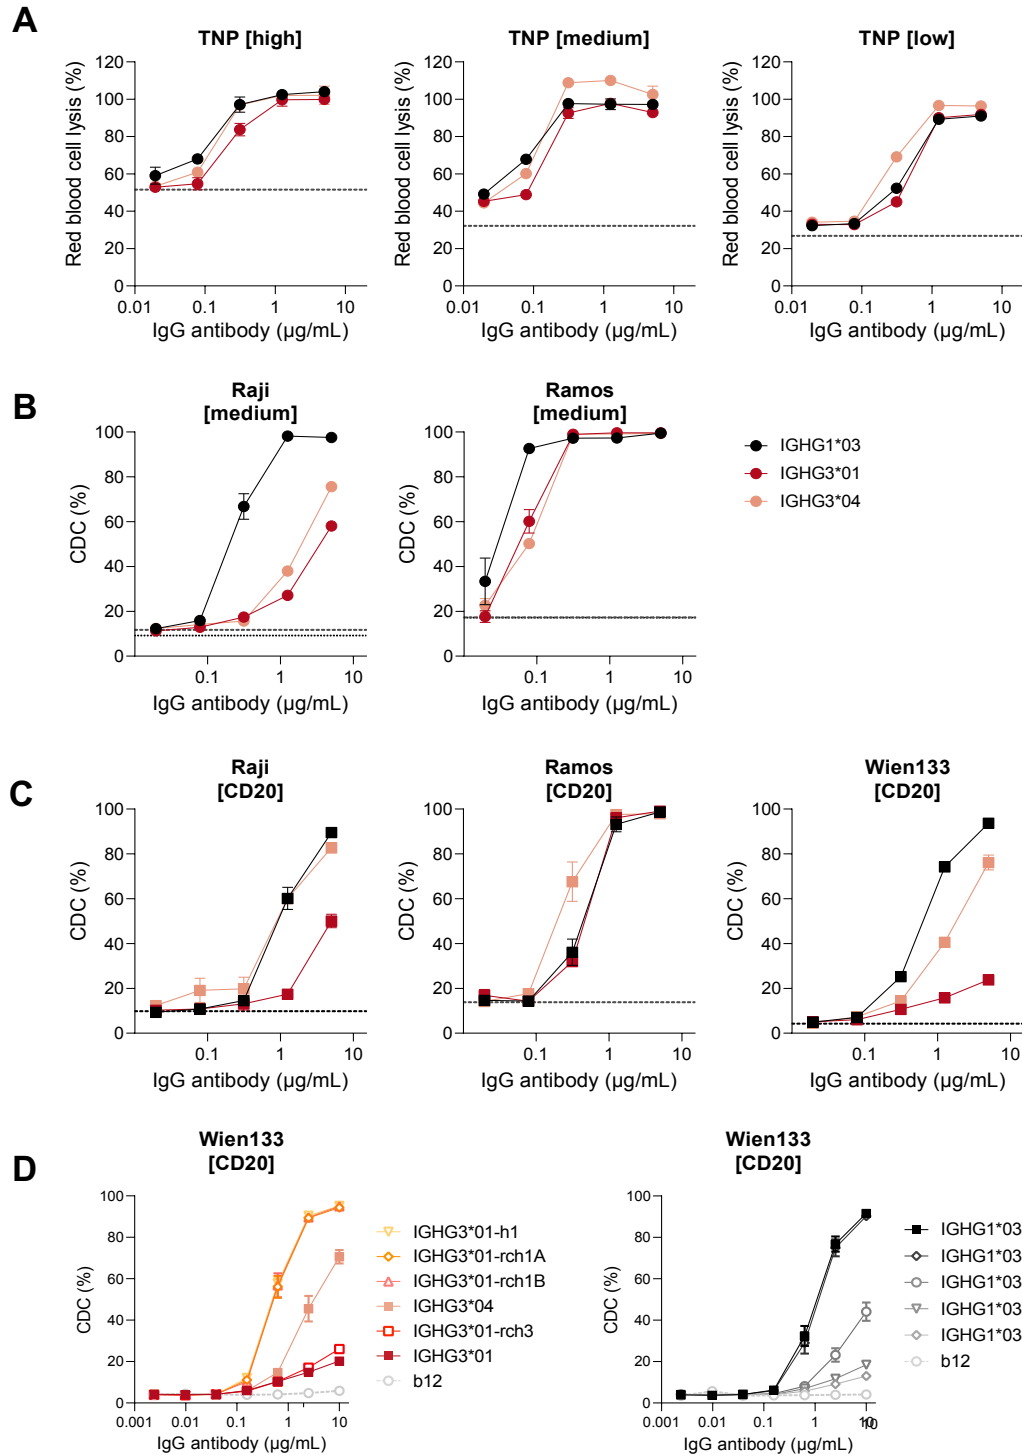 A
TNP [high]
TNP [medium]
TNP [low]
Red blood cell lysis (%)
120
100
80
60
40
20
0
0.01
0.1
1
10
IgG antibody (µg/mL)
Red blood cell lysis (%)
120
100
80
60
40
20
0
0.01
0.1
1
10
IgG antibody (µg/mL)
Red blood cell lysis (%)
120
100
80
60
40
20
0
0.01
0.1
1
10
IgG antibody (µg/mL)
B
Raji
[medium]
CDC (%)
100
80
60
40
20
0
0.1
1
10
IgG antibody (µg/mL)
Ramos
[medium]
CDC (%)
100
80
60
40
20
0
0.1
1
10
IgG antibody (µg/mL)
IGHG1*03
IGHG3*01
IGHG3*04
C
Raji
[CD20]
CDC (%)
100
80
60
40
20
0
0.1
1
10
IgG antibody (µg/mL)
Ramos
[CD20]
CDC (%)
100
80
60
40
20
0
0.1
1
10
IgG antibody (µg/mL)
Wien133
[CD20]
CDC (%)
100
80
60
40
20
0
0.1
1
10
IgG antibody (µg/mL)
D
Wien133
[CD20]
CDC (%)
100
80
60
40
20
0
0.001
0.01
0.1
1
10
IgG antibody (µg/mL)
IGHG3*01-h1
IGHG3*01-rch1A
IGHG3*01-rch1B
IGHG3*04
IGHG3*01-rch3
IGHG3*01
b12
Wien133
[CD20]
CDC (%)
100
80
60
40
20
0
0.001
0.01
0.1
1
10
IgG antibody (µg/mL)
IGHG1*03
IGHG1*03
IGHG1*03
IGHG1*03
IGHG1*03
b12